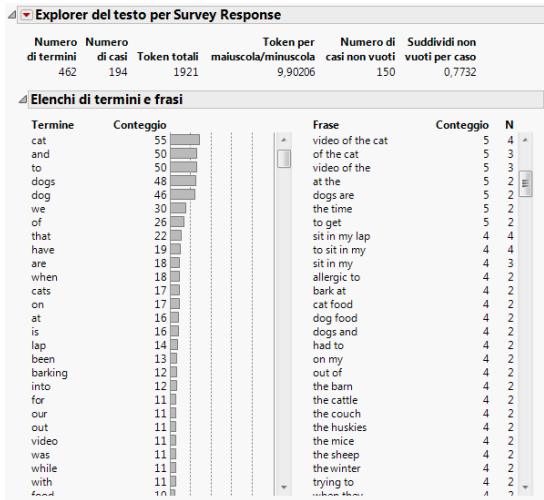 Explorer del testo per Survey Response
Numero Numero Token per Numero di Suddividi non
di termini di casi Token totali maiuscola/minuscola casi non vuoti vuoti per caso
462 194 1921 9,90206 150 0,7732
Elenchi di termini e frasi
Termine Conteggio Frase Conteggio N
cat 55 video of the cat 5 4
and 50 of the cat 5 3
to 50 video of the 5 3
dogs 48 at the 5 2
dog 46 dogs are 5 2
we 30 the time 5 2
of 26 to get 5 2
that 22 sit in my lap 4 4
have 19 to sit in my 4 4
are 18 sit in my 4 3
when 18 allergic to 4 2
cats 17 bark at 4 2
on 17 cat food 4 2
at 16 dog food 4 2
is 16 dogs and 4 2
lap 14 had to 4 2
been 13 on my 4 2
barking 12 out of 4 2
into 12 the barn 4 2
for 11 the cattle 4 2
our 11 the couch 4 2
out 11 the huskies 4 2
video 11 the mice 4 2
was 11 the sheep 4 2
while 11 the winter 4 2
with 11 trying to 4 2
food 10 when they 4 2